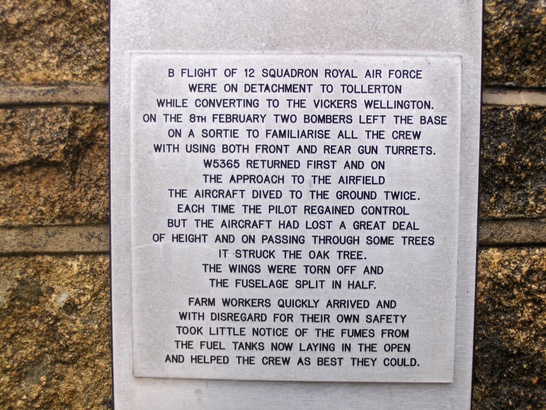 B FLIGHT OF 12 SQUADRON ROYAL AIR FORCE
WERE ON DETACHMENT TO TOLLERTON
WHILE CONVERTING TO THE VICKERS WELLINGTON.
ON THE 8TH FEBRUARY TWO BOMBERS LEFT THE BASE
ON A SORTIE TO FAMILIARISE ALL THE CREW
WITH USING BOTH FRONT AND REAR GUN TURRETS.
W5365 RETURNED FIRST AND ON
THE APPROACH TO THE AIRFIELD
THE AIRCRAFT DIVED TO THE GROUND TWICE.
EACH TIME THE PILOT REGAINED CONTROL
BUT THE AIRCRAFT HAD LOST A GREAT DEAL
OF HEIGHT AND ON PASSING THROUGH SOME TREES
IT STRUCK THE OAK TREE.
THE WINGS WERE TORN OFF AND
THE FUSELAGE SPLIT IN HALF.
FARM WORKERS QUICKLY ARRIVED AND
WITH DISREGARD FOR THEIR OWN SAFETY
TOOK LITTLE NOTICE OF THE FUMES FROM
THE FUEL TANKS NOW LAYING IN THE OPEN
AND HELPED THE CREW AS BEST THEY COULD.